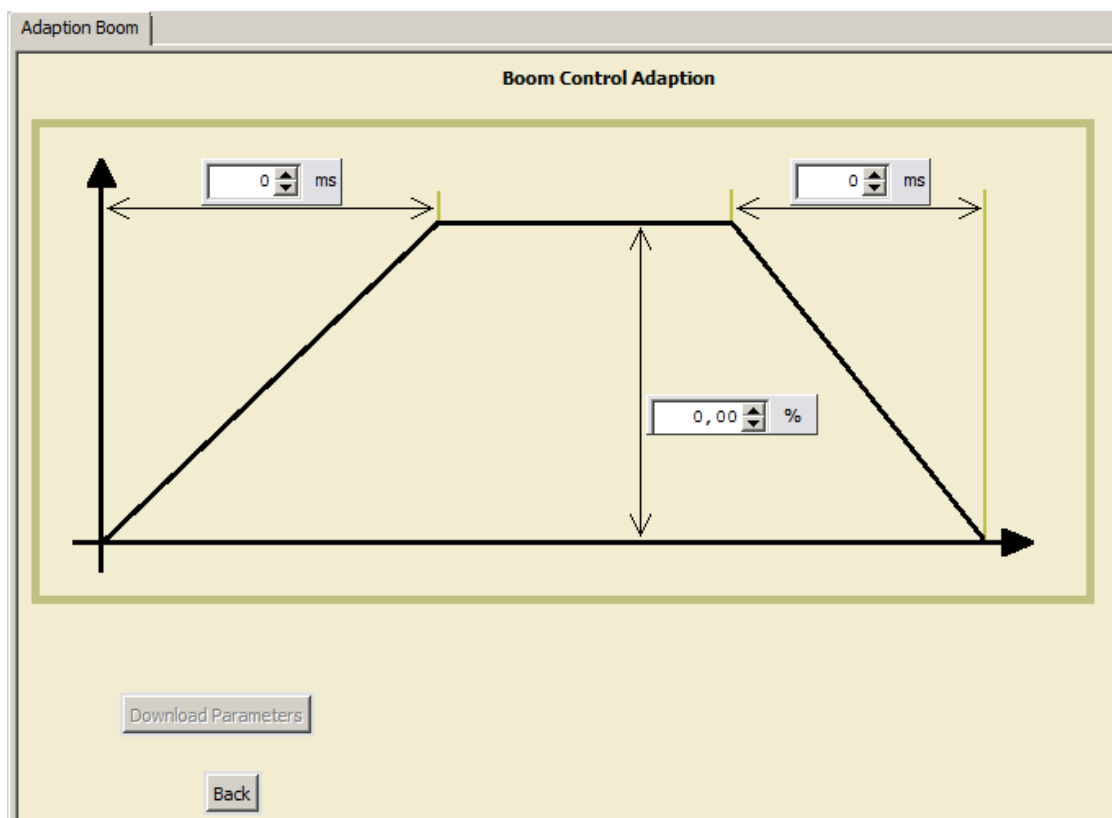 Adaption Boom
Boom Control Adaption
0 ms
0 ms
0,00 %
Download Parameters
Back